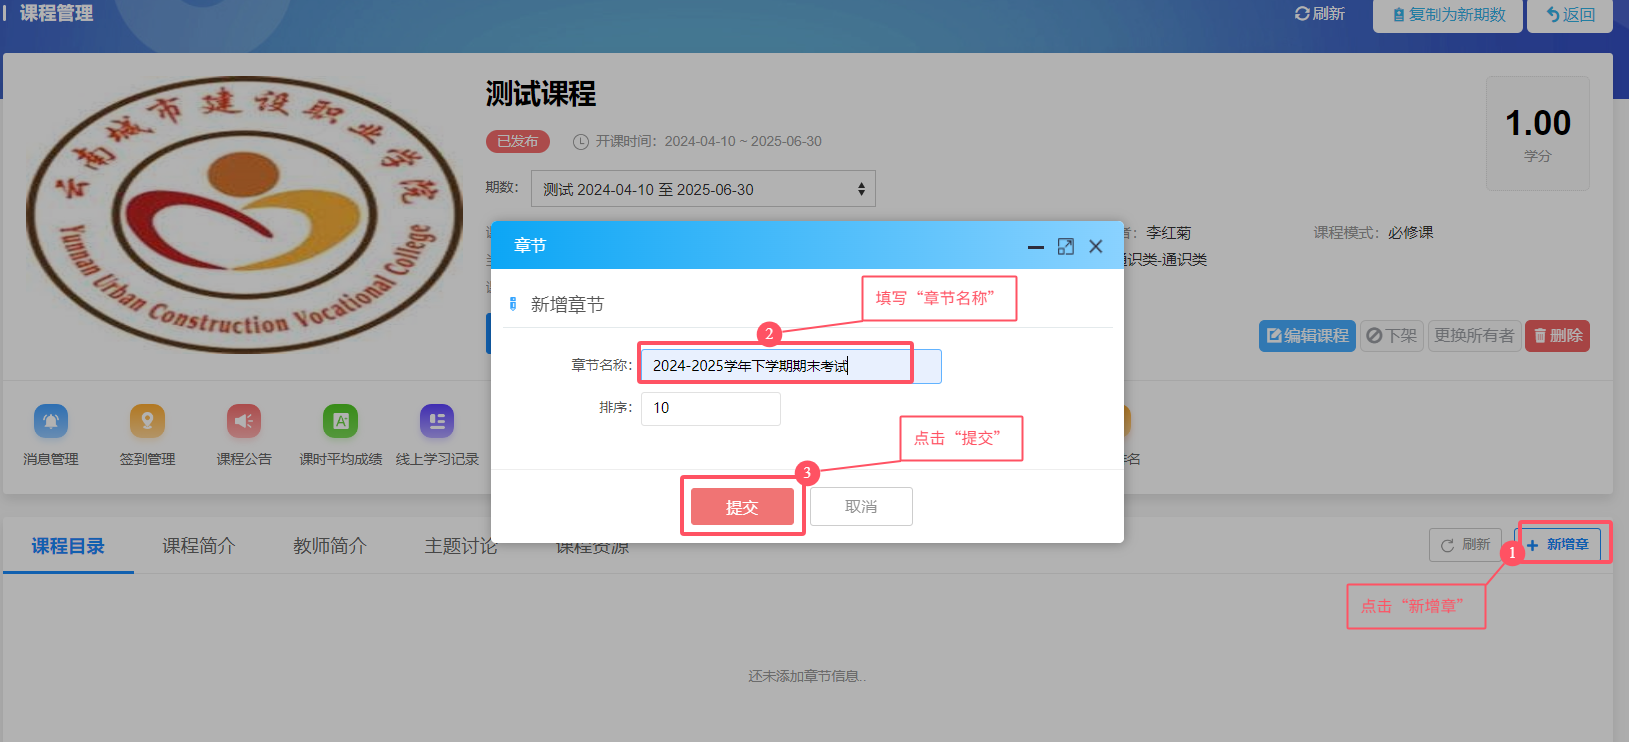 课程管理
刷新
复制为新期数
返回
云南城市建设职业学院
Yunnan Urban Construction Vocational College
测试课程
已发布
开课时间：2024-04-10 ~ 2025-06-30
1.00
学分
期数：
测试 2024-04-10 至 2025-06-30
者：李红菊
课程模式：必修课
通识类-通识类
章节
新增章节
填写“章节名称”
2
章节名称：
2024-2025学年下学期期末考试
排序：
10
点击“提交”
3
提交
取消
编辑课程
下架
更换所有者
删除
消息管理
签到管理
课程公告
课时平均成绩
线上学习记录
名
课程目录
课程简介
教师简介
主题讨论
课程资源
刷新
新增章
1
点击“新增章”
还未添加章节信息..